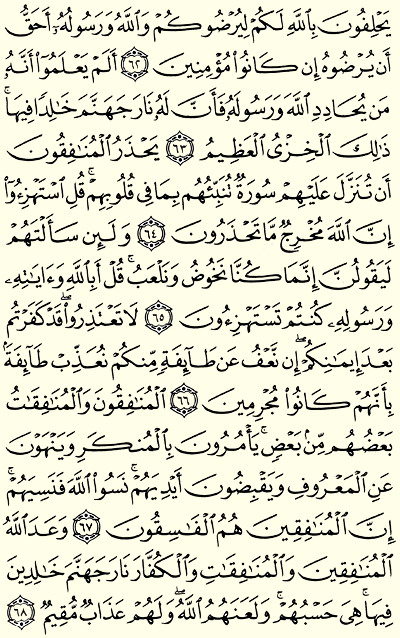 يَحۡلِفُونَ بِٱللَّهِ لَكُمۡ لِيُرۡضُوكُمۡ وَٱللَّهُ وَرَسُولُهُۥٓ أَحَقُّ
أَن يُرۡضُوهُ إِن كَانُواْ مُؤۡمِنِينَ ٦٢ أَلَمۡ يَعۡلَمُوٓاْ أَنَّهُۥ
مَن يُحَادِدِ ٱللَّهَ وَرَسُولَهُۥ فَأَنَّ لَهُۥ نَارَ جَهَنَّمَ خَٰلِدٗا فِيهَاۚ
ذَٰلِكَ ٱلۡخِزۡيُ ٱلۡعَظِيمُ ٦٣ يَحۡذَرُ ٱلۡمُنَٰفِقُونَ
أَن تُنَزَّلَ عَلَيۡهِمۡ سُورَةٞ تُنَبِّئُهُم بِمَا فِي قُلُوبِهِمۡۚ قُلِ ٱسۡتَهۡزِءُوٓاْ
إِنَّ ٱللَّهَ مُخۡرِجٞ مَّا تَحۡذَرُونَ ٦٤ وَلَئِن سَأَلۡتَهُمۡ
لَيَقُولُنَّ إِنَّمَا كُنَّا نَخُوضُ وَنَلۡعَبُۚ قُلۡ أَبِٱللَّهِ وَءَايَٰتِهِۦ
وَرَسُولِهِۦ كُنتُمۡ تَسۡتَهۡزِءُونَ ٦٥ لَا تَعۡتَذِرُواْ قَدۡ كَفَرۡتُم
بَعۡدَ إِيمَٰنِكُمۡۚ إِن نَّعۡفُ عَن طَآئِفَةٖ مِّنكُمۡ نُعَذِّبۡ طَآئِفَةَۢ
بِأَنَّهُمۡ كَانُواْ مُجۡرِمِينَ ٦٦ ٱلۡمُنَٰفِقُونَ وَٱلۡمُنَٰفِقَٰتُ
بَعۡضُهُم مِّنۢ بَعۡضٖۚ يَأۡمُرُونَ بِٱلۡمُنكَرِ وَيَنۡهَوۡنَ
عَنِ ٱلۡمَعۡرُوفِ وَيَقۡبِضُونَ أَيۡدِيَهُمۡۚ نَسُواْ ٱللَّهَ فَنَسِيَهُمۡۚ
إِنَّ ٱلۡمُنَٰفِقِينَ هُمُ ٱلۡفَٰسِقُونَ ٦٧ وَعَدَ ٱللَّهُ
ٱلۡمُنَٰفِقِينَ وَٱلۡمُنَٰفِقَٰتِ وَٱلۡكُفَّارَ نَارَ جَهَنَّمَ خَٰلِدِينَ
فِيهَاۚ هِيَ حَسۡبُهُمۡۚ وَلَعَنَهُمُ ٱللَّهُۖ وَلَهُمۡ عَذَابٞ مُّقِيمٞ ٦٨